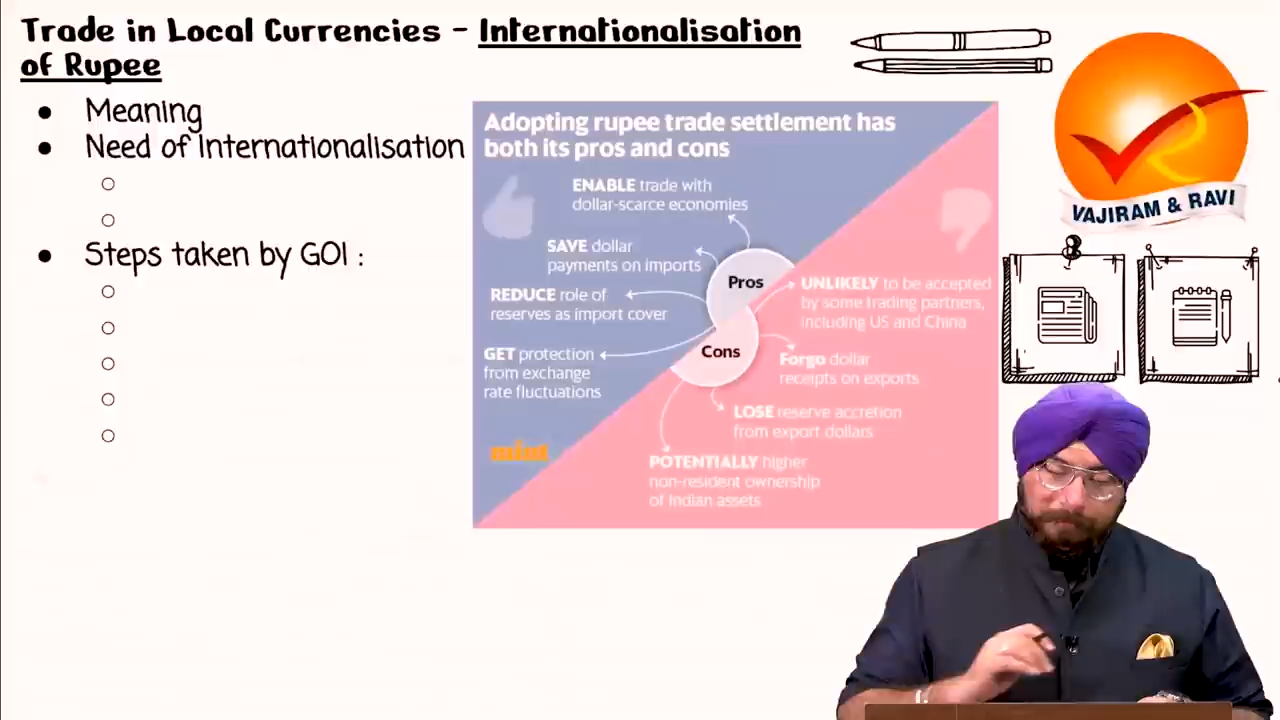 Trade in Local Currencies - Internationalisation
of Rupee
Meaning
Need of Internationalisation
Steps taken by GOI :
Adopting rupee trade settlement has
both its pros and cons
ENABLE trade with
dollar-scarce economies
SAVE dollar
payments on imports
REDUCE role of
reserves as import cover
GET protection
from exchange
rate fluctuations
Pros
Cons
UNLIKELY to be accepted
by some trading partners,
including US and China
Forgo dollar
receipts on exports
LOSE reserve accretion
from export dollars
POTENTIALLY higher
non-resident ownership
of Indian assets
mint
VAJIRAM & RAVI